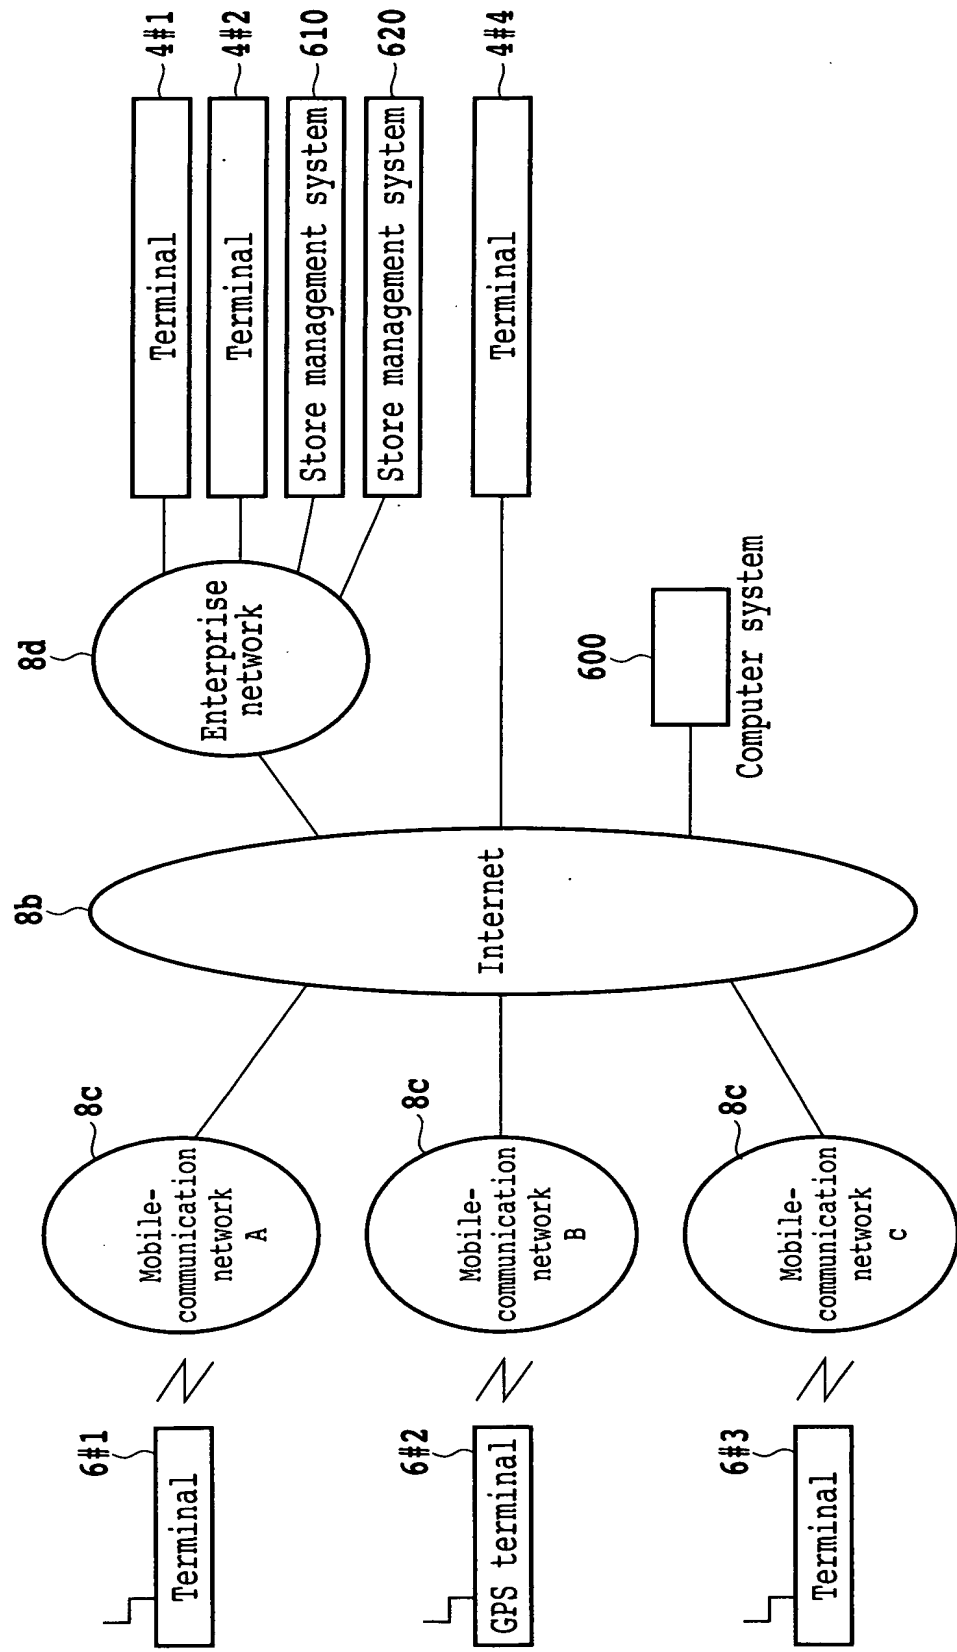 6#1
Terminal
6#2
GPS terminal
6#3
Terminal
8c
Mobile-
communication
network
A
8c
Mobile-
communication
network
B
8c
Mobile-
communication
network
C
8b
Internet
8d
Enterprise
network
600
Computer system
Terminal
4#1
Terminal
4#2
Store management system
610
Store management system
620
Terminal
4#4